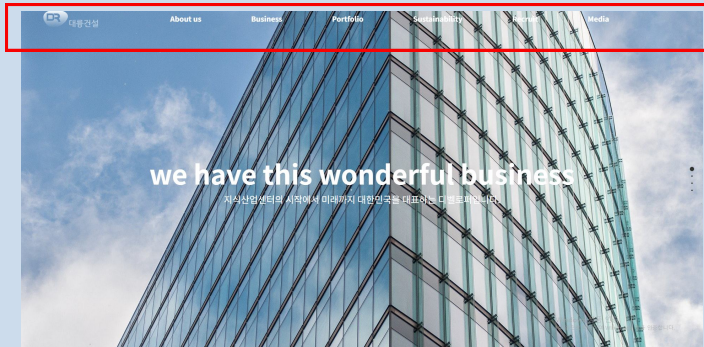 DR 대륭건설
About us Business Portfolio Sustainability Recruit Media
we have this wonderful business
지식산업센터의 시작에서 미래까지 대한민국을 대표하는 디벨로퍼입니다.